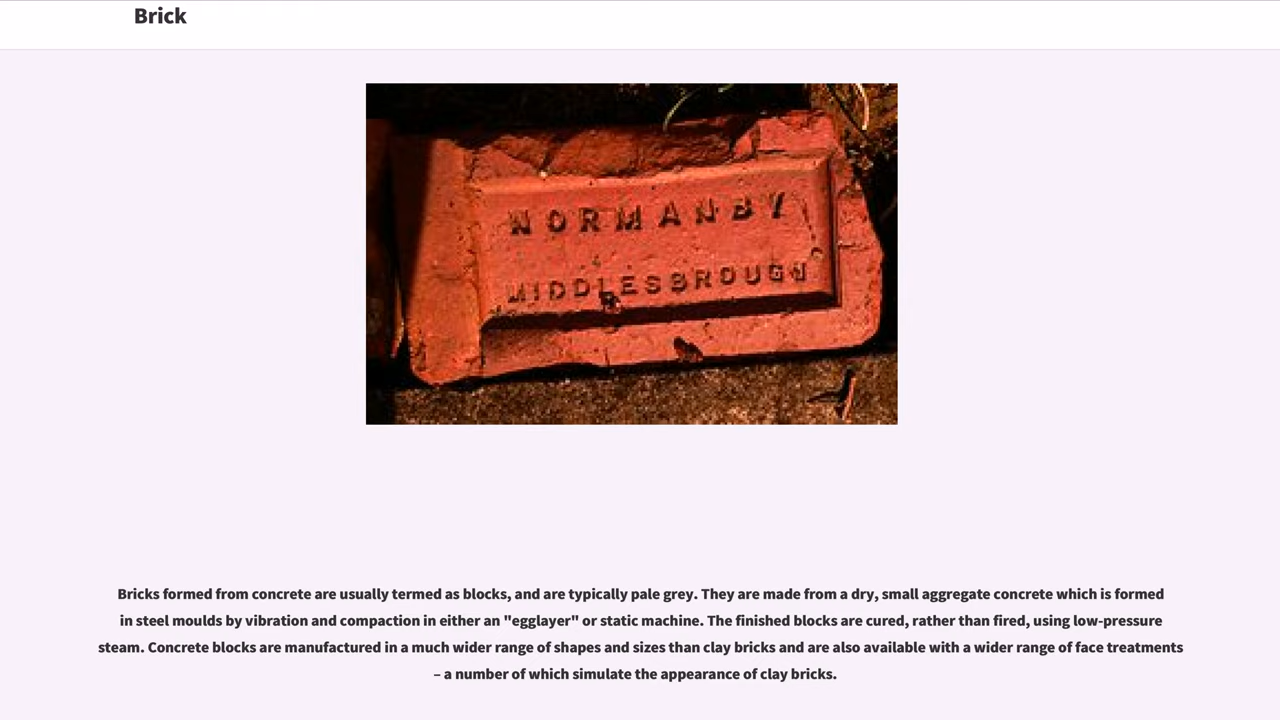 Brick
NORMANBY
MIDDLESBROUGH
Bricks formed from concrete are usually termed as blocks, and are typically pale grey. They are made from a dry, small aggregate concrete which is formed
in steel moulds by vibration and compaction in either an "egglayer" or static machine. The finished blocks are cured, rather than fired, using low-pressure
steam. Concrete blocks are manufactured in a much wider range of shapes and sizes than clay bricks and are also available with a wider range of face treatments
– a number of which simulate the appearance of clay bricks.